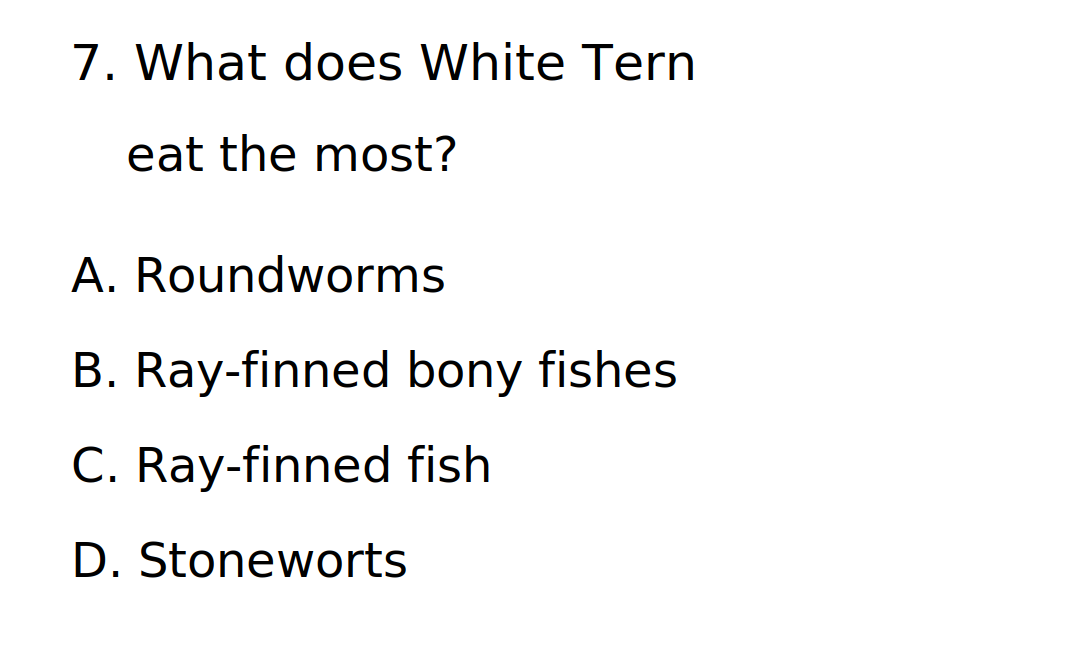 7. What does White Tern
eat the most?
A. Roundworms
B. Ray-finned bony fishes
C. Ray-finned fish
D. Stoneworts